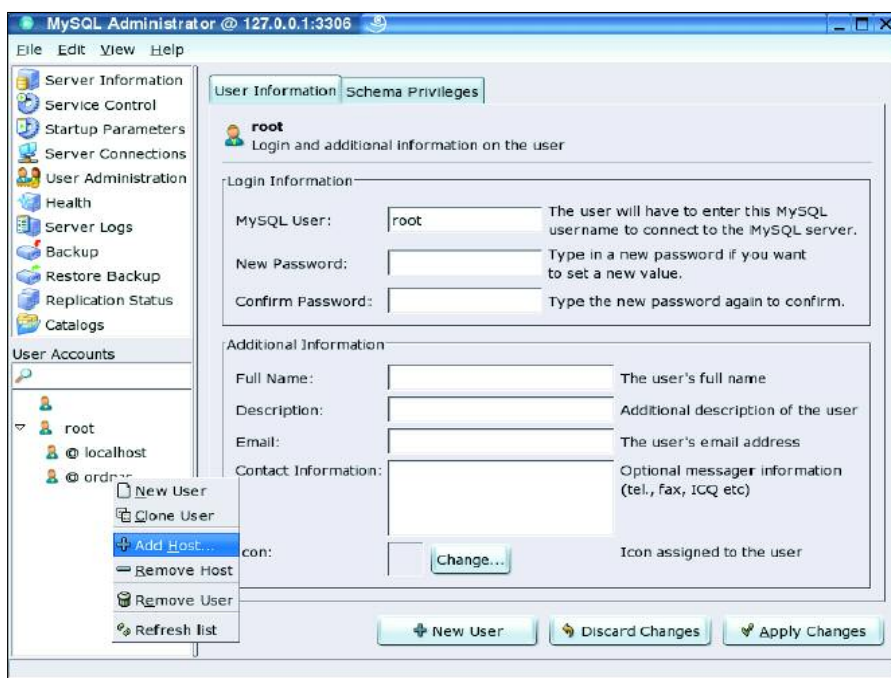 MySQL Administrator @ 127.0.0.1:3306
File Edit View Help
Server Information
Service Control
Startup Parameters
Server Connections
User Administration
Health
Server Logs
Backup
Restore Backup
Replication Status
Catalogs
User Accounts
root
@ localhost
@
New User
Clone User
Add Host...
Remove Host
Remove User
Refresh list
User Information Schema Privileges
root
Login and additional information on the user
Login Information
MySQL User: root The user will have to enter this MySQL
username to connect to the MySQL server.
New Password: Type in a new password if you want
to set a new value.
Confirm Password: Type the new password again to confirm.
Additional Information
Full Name: The user's full name
Description: Additional description of the user
Email: The user's email address
Contact Information: Optional messager information
(tel., fax, ICQ etc)
con: Change... Icon assigned to the user
New User Discard Changes Apply Changes